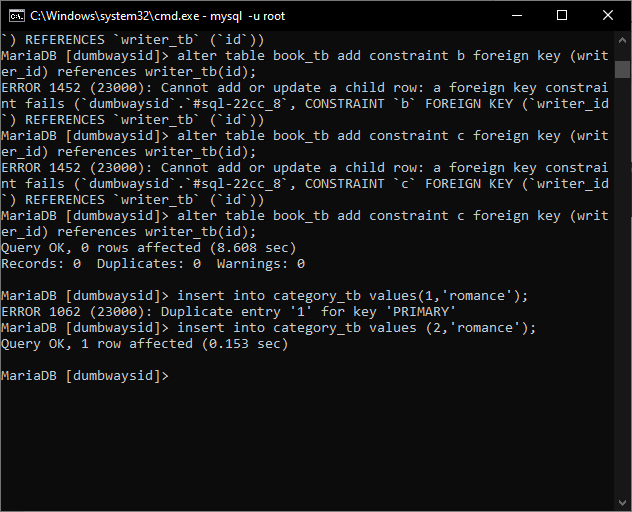 C:\Windows\system32\cmd.exe - mysql -u root
`) REFERENCES `writer_tb` (`id`))
MariaDB [dumbwaysid]> alter table book_tb add constraint b foreign key (writ
er_id) references writer_tb(id);
ERROR 1452 (23000): Cannot add or update a child row: a foreign key constrai
nt fails (`dumbwaysid`.`#sql-22cc_8`, CONSTRAINT `b` FOREIGN KEY (`writer_id
`) REFERENCES `writer_tb` (`id`))
MariaDB [dumbwaysid]> alter table book_tb add constraint c foreign key (writ
er_id) references writer_tb(id);
ERROR 1452 (23000): Cannot add or update a child row: a foreign key constrai
nt fails (`dumbwaysid`.`#sql-22cc_8`, CONSTRAINT `c` FOREIGN KEY (`writer_id
`) REFERENCES `writer_tb` (`id`))
MariaDB [dumbwaysid]> alter table book_tb add constraint c foreign key (writ
er_id) references writer_tb(id);
Query OK, 0 rows affected (8.608 sec)
Records: 0  Duplicates: 0  Warnings: 0
MariaDB [dumbwaysid]> insert into category_tb values(1,'romance');
ERROR 1062 (23000): Duplicate entry '1' for key 'PRIMARY'
MariaDB [dumbwaysid]> insert into category_tb values (2,'romance');
Query OK, 1 row affected (0.153 sec)
MariaDB [dumbwaysid]>